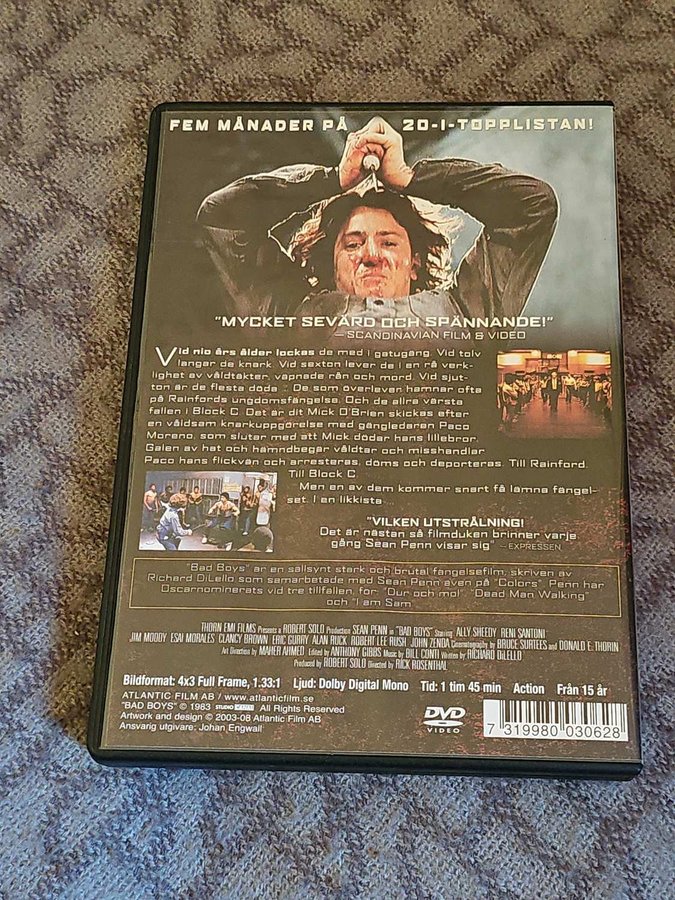 FEM MÅNADER PÅ 20-I-TOPPLISTAN!
"MYCKET SEVÄRD OCH SPÄNNANDE!"
— SCANDINAVIAN FILM & VIDEO
Vid nio års ålder lockas de med i gatugäng. Vid tolv
langar de knark. Vid sexton lever de i en rå verk-
lighet av våldtäkter, väpnade rån och mord. Vid sjut-
ton är de flesta döda ... De som överlever hamnar ofta
på Rainfords ungdomsfängelse. Och de allra värsta
fallen i Block C. Det är dit Mick O'Brien skickas efter
en våldsam knarkuppgörelse med gängledaren Paco
Moreno, som slutar med att Mick dödar hans lillebror.
Galen av hat och hämndbegär våldtar och misshandlar
Paco hans flickvän och arresteras, döms och deporteras. Till Rainford.
Till Block C.
Men en av dem kommer snart få lämna fängel-
set. I en likkista ...
"VILKEN UTSTRÅLNING!
Det är nästan så filmduken brinner varje
gång Sean Penn visar sig" — EXPRESSEN
"Bad Boys" är en sällsynt stark och brutal fängelsefilm, skriven av
Richard DiLello som samarbetade med Sean Penn även på "Colors". Penn har
Oscarnominerats vid tre tillfällen, för: "Dur och moll", "Dead Man Walking"
och "I am Sam"
THORN EMI FILMS Presents a ROBERT SOLO Production SEAN PENN in "BAD BOYS" Starring ALLY SHEEDY, RENI SANTONI
JIM MOODY, ESAI MORALES, CLANCY BROWN, ERIC GURRY, ALAN RUCK, ROBERT LEE RUSH, JOHN ZENDA Cinematography by BRUCE SURTEES and DONALD E. THORIN
Art Direction by MAHER AHMED Edited by ANTHONY GIBBS Music by BILL CONTI Written by RICHARD DiLELLO
Produced by ROBERT SOLO Directed by RICK ROSENTHAL
Bildformat: 4x3 Full Frame, 1.33:1 Ljud: Dolby Digital Mono Tid: 1 tim 45 min Action Från 15 år
ATLANTIC FILM AB / www.atlanticfilm.se
"BAD BOYS" © 1983 STUDIO CANAL All Rights Reserved
Artwork and design © 2003-08 Atlantic Film AB
Ansvarig utgivare: Johan Engwall
DVD
VIDEO
7 319980 030628